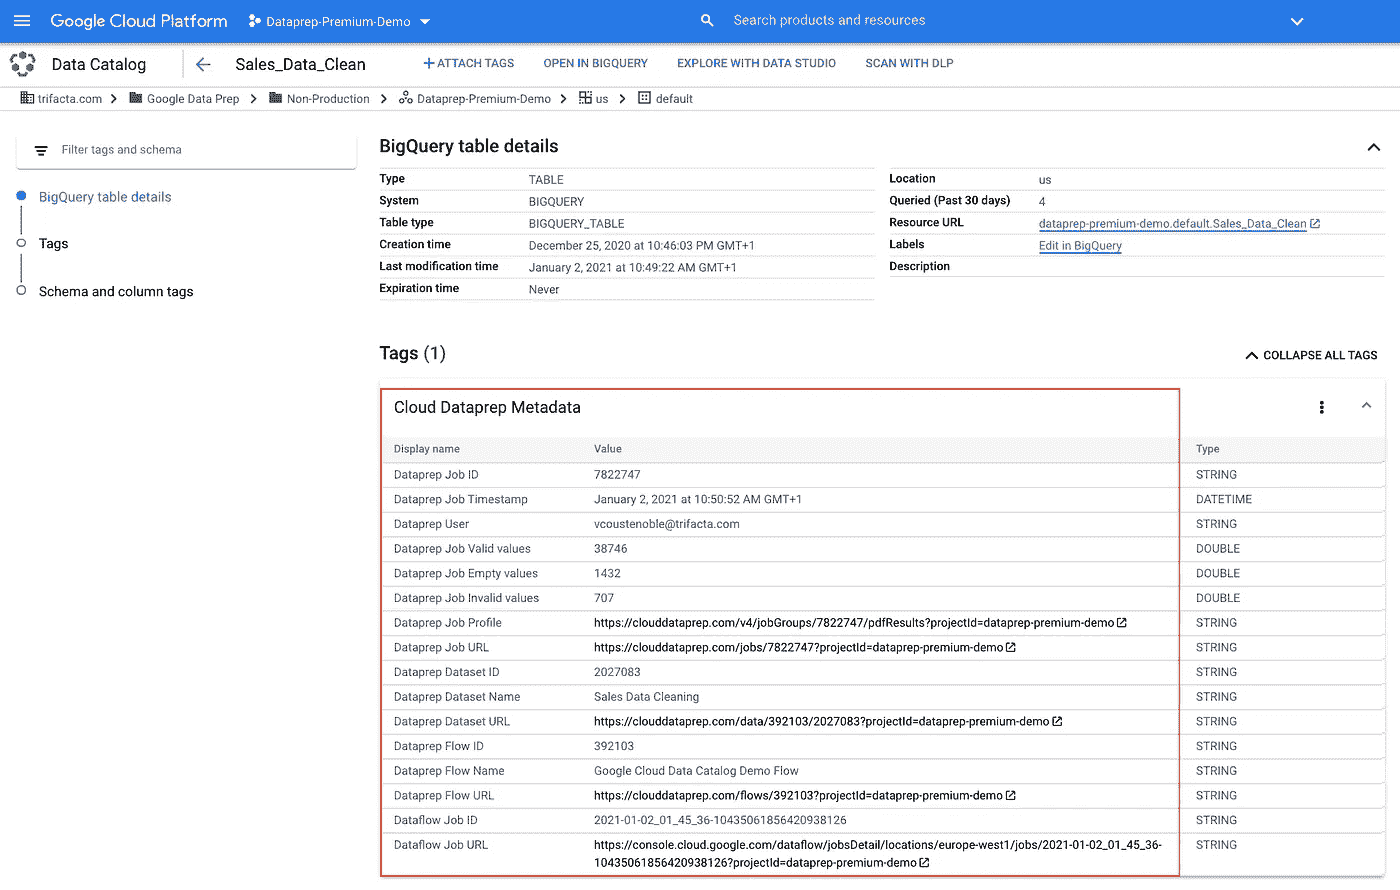 Google Cloud Platform Dataprep-Premium-Demo Search products and resources
Data Catalog Sales_Data_Clean ATTACH TAGS OPEN IN BIGQUERY EXPLORE WITH DATA STUDIO SCAN WITH DLP
trifacta.com Google Data Prep Non-Production Dataprep-Premium-Demo us default
Filter tags and schema
BigQuery table details
Tags
Schema and column tags
BigQuery table details
Type TABLE
System BIGQUERY
Table type BIGQUERY_TABLE
Creation time December 25, 2020 at 10:46:03 PM GMT+1
Last modification time January 2, 2021 at 10:49:22 AM GMT+1
Expiration time Never
Location us
Queried (Past 30 days) 4
Resource URL dataprep-premium-demo.default.Sales_Data_Clean
Labels Edit in BigQuery
Description
Tags (1) COLLAPSE ALL TAGS
Cloud Dataprep Metadata
Display name Value Type
Dataprep Job ID 7822747 STRING
Dataprep Job Timestamp January 2, 2021 at 10:50:52 AM GMT+1 DATETIME
Dataprep User vcoustenoble@trifacta.com STRING
Dataprep Job Valid values 38746 DOUBLE
Dataprep Job Empty values 1432 DOUBLE
Dataprep Job Invalid values 707 DOUBLE
Dataprep Job Profile https://clouddataprep.com/v4/jobGroups/7822747/pdfResults?projectId=dataprep-premium-demo STRING
Dataprep Job URL https://clouddataprep.com/jobs/7822747?projectId=dataprep-premium-demo STRING
Dataprep Dataset ID 2027083 STRING
Dataprep Dataset Name Sales Data Cleaning STRING
Dataprep Dataset URL https://clouddataprep.com/data/392103/2027083?projectId=dataprep-premium-demo STRING
Dataprep Flow ID 392103 STRING
Dataprep Flow Name Google Cloud Data Catalog Demo Flow STRING
Dataprep Flow URL https://clouddataprep.com/flows/392103?projectId=dataprep-premium-demo STRING
Dataflow Job ID 2021-01-02_01_45_36-10435061856420938126 STRING
Dataflow Job URL https://console.cloud.google.com/dataflow/jobsDetail/locations/europe-west1/jobs/2021-01-02_01_45_36- STRING
10435061856420938126?projectId=dataprep-premium-demo